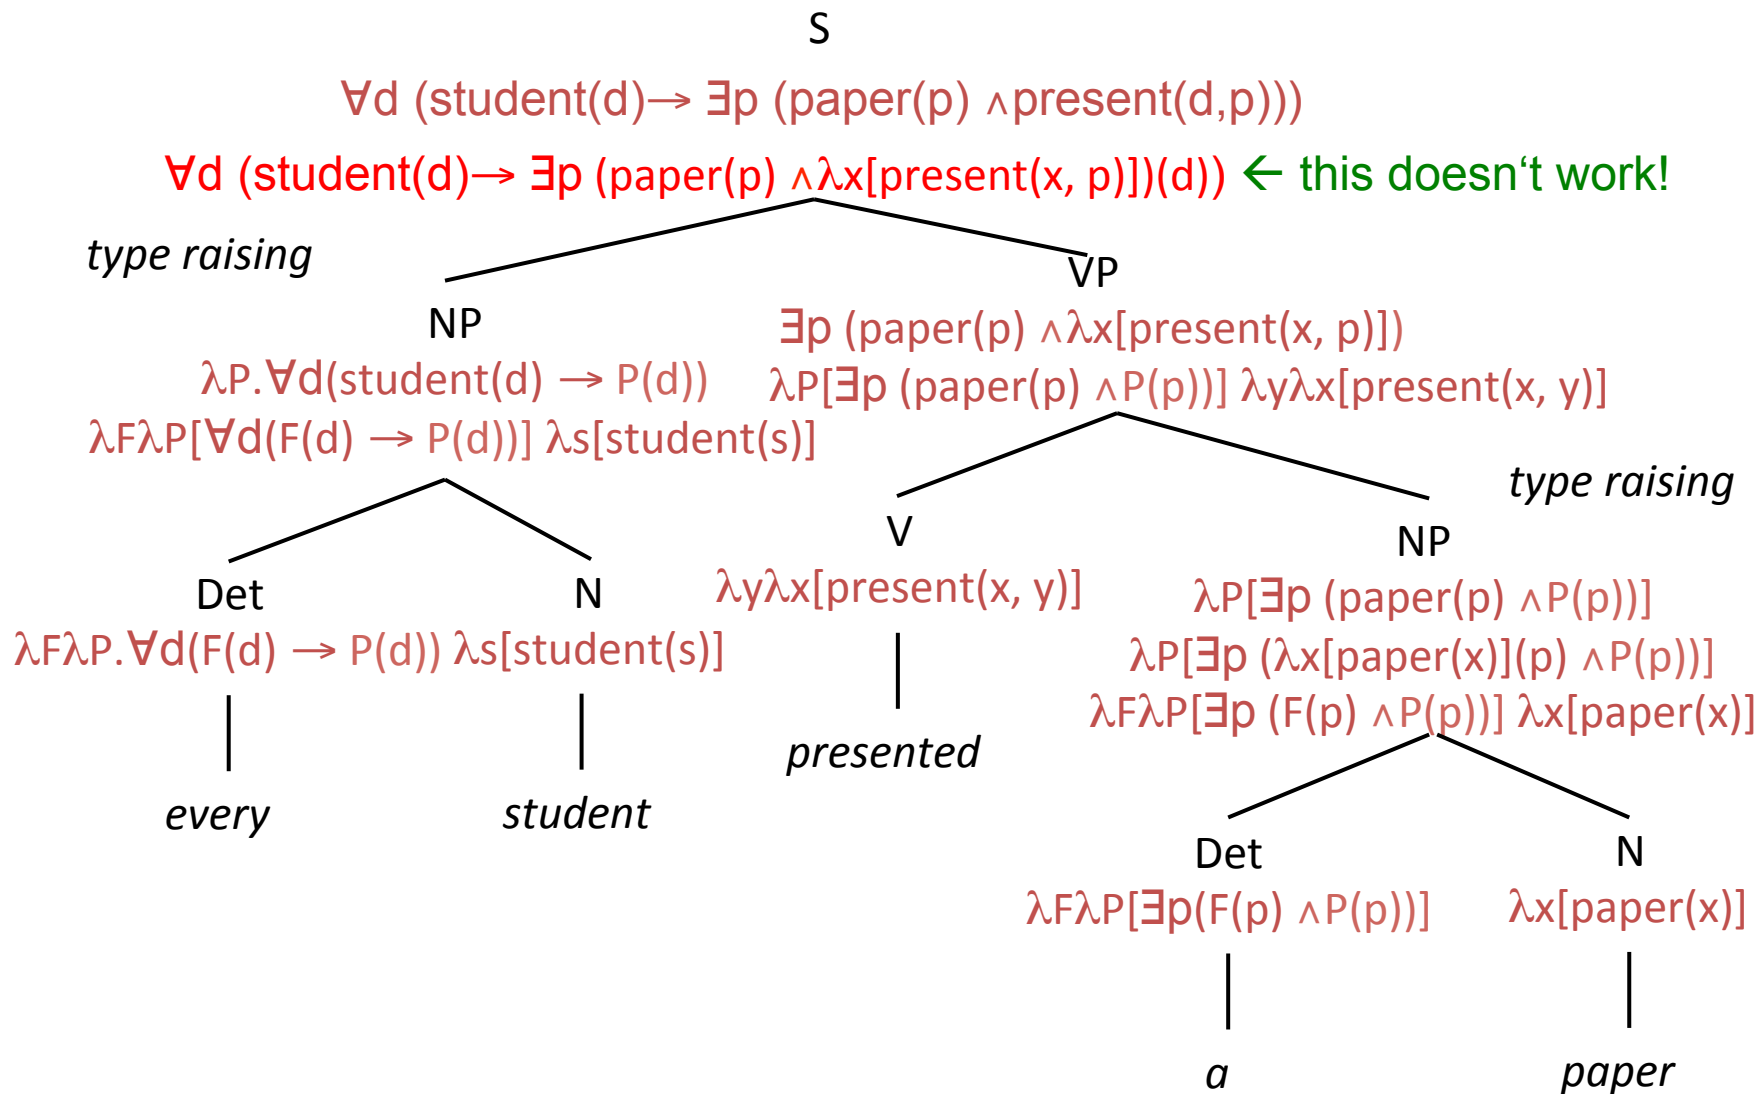 S
∀d (student(d)→ ∃p (paper(p) ∧present(d,p)))
∀d (student(d)→ ∃p (paper(p) ∧λx[present(x, p)])(d)) ← this doesn‘t work!
type raising
VP
NP
∃p (paper(p) ∧λx[present(x, p)])
λP.∀d(student(d) → P(d))
λP[∃p (paper(p) ∧P(p))] λyλx[present(x, y)]
λFλP[∀d(F(d) → P(d))] λs[student(s)]
type raising
V
NP
Det
N
λyλx[present(x, y)]
λP[∃p (paper(p) ∧P(p))]
λFλP.∀d(F(d) → P(d))
λs[student(s)]
λP[∃p (λx[paper(x)](p) ∧P(p))]
λFλP[∃p (F(p) ∧P(p))] λx[paper(x)]
presented
every
student
Det
N
λFλP[∃p(F(p) ∧P(p))]
λx[paper(x)]
a
paper